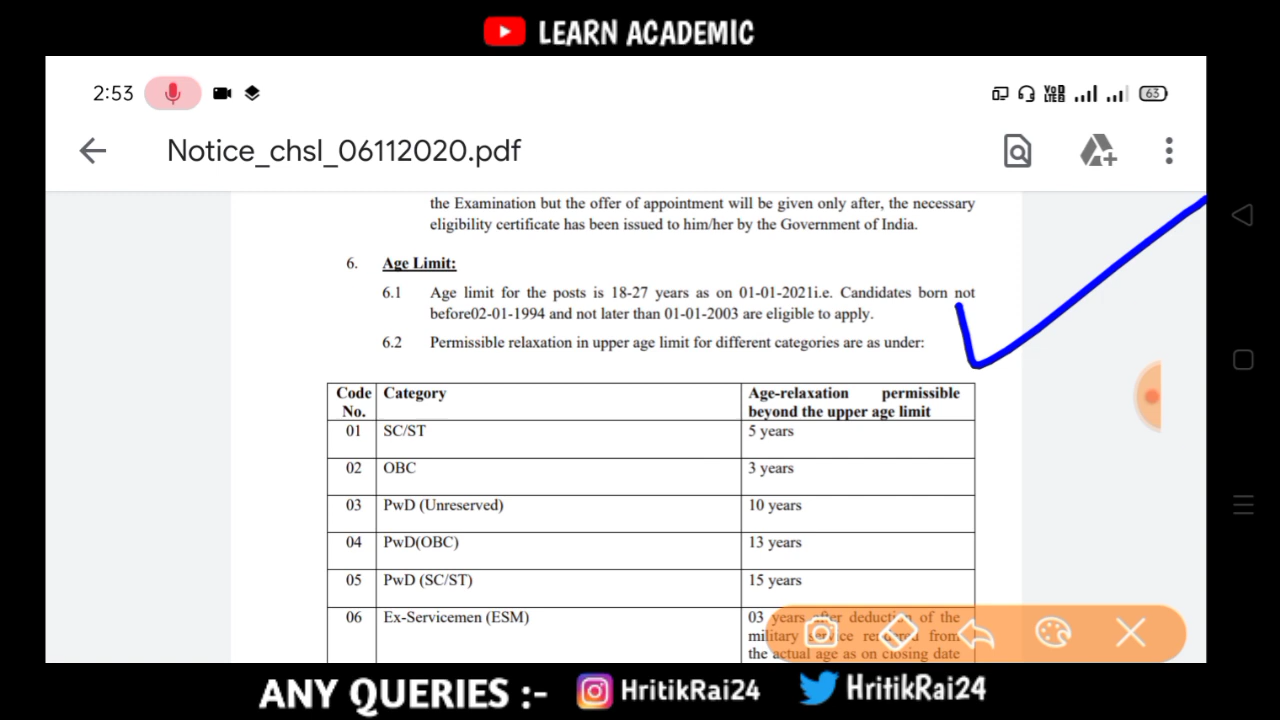 LEARN ACADEMIC
2:53 VoD LTE2 63
Notice_chsl_06112020.pdf
the Examination but the offer of appointment will be given only after, the necessary
eligibility certificate has been issued to him/her by the Government of India.
6. Age Limit:
6.1 Age limit for the posts is 18-27 years as on 01-01-2021i.e. Candidates born not
before02-01-1994 and not later than 01-01-2003 are eligible to apply.
6.2 Permissible relaxation in upper age limit for different categories are as under:
Code Category Age-relaxation permissible
No. beyond the upper age limit
01 SC/ST 5 years
02 OBC 3 years
03 PwD (Unreserved) 10 years
04 PwD(OBC) 13 years
05 PwD (SC/ST) 15 years
06 Ex-Servicemen (ESM) 03 years after deduction of the
military service rendered from
the actual age as on closing date
ANY QUERIES :- HritikRai24 HritikRai24